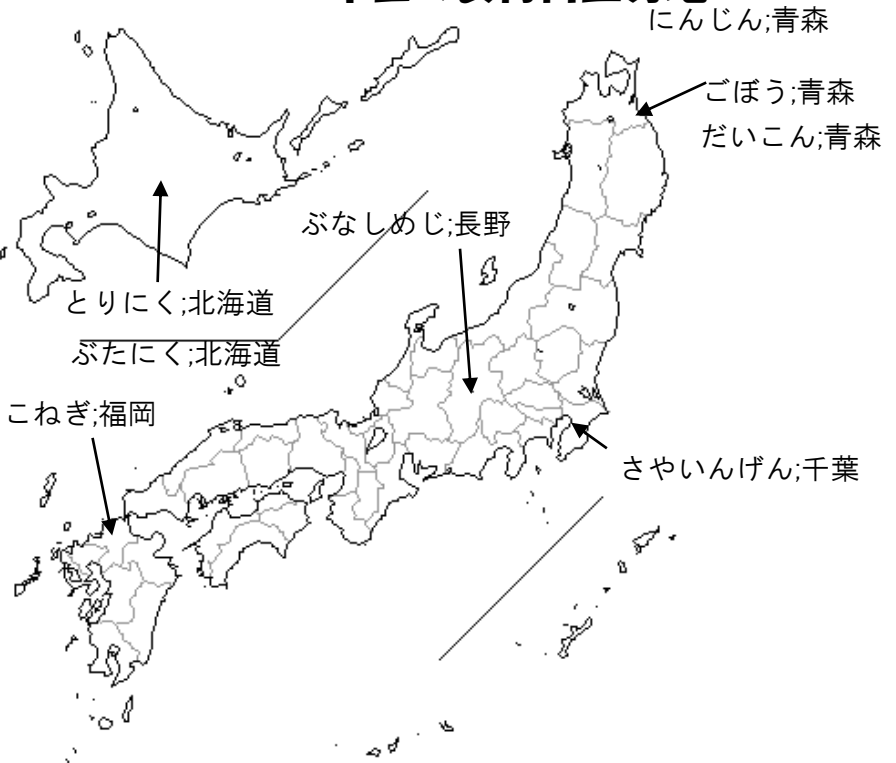 にんじん;青森
ごぼう;青森
だいこん;青森
ぶなしめじ;長野
とりにく;北海道
ぶたにく;北海道
こねぎ;福岡
さやいんげん;千葉